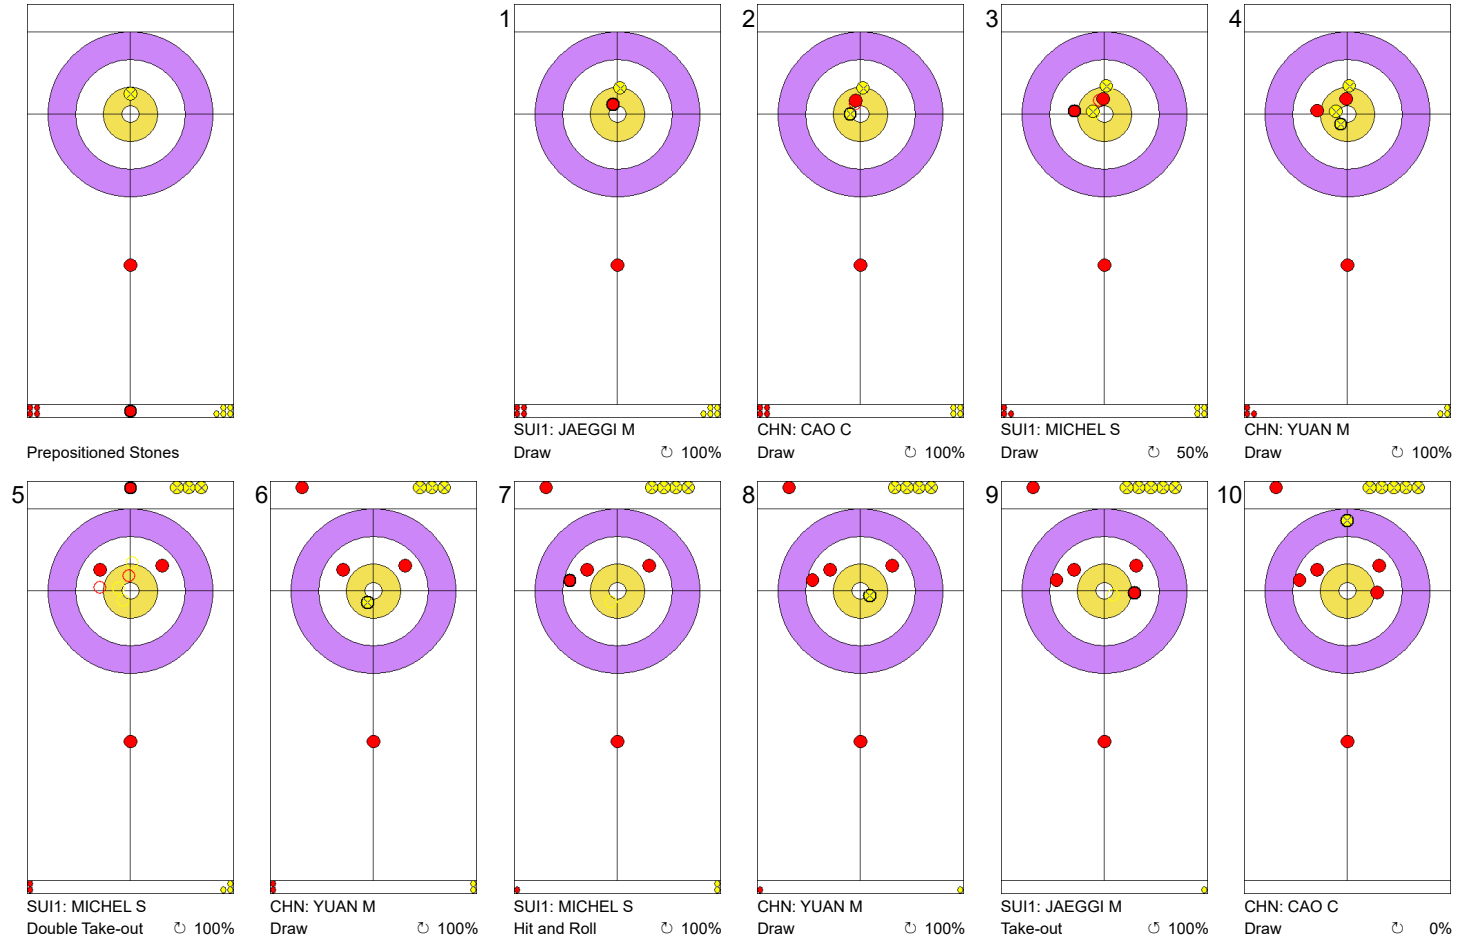 Prepositioned Stones
1
SUI1: JAEGGI M
Draw ↻ 100%
2
CHN: CAO C
Draw ↻ 100%
3
SUI1: MICHEL S
Draw ↻ 50%
4
CHN: YUAN M
Draw ↻ 100%
5
SUI1: MICHEL S
Double Take-out ↻ 100%
6
CHN: YUAN M
Draw ↻ 100%
7
SUI1: MICHEL S
Hit and Roll ↻ 100%
8
CHN: YUAN M
Draw ↻ 100%
9
SUI1: JAEGGI M
Take-out ↺ 100%
10
CHN: CAO C
Draw ↻ 0%